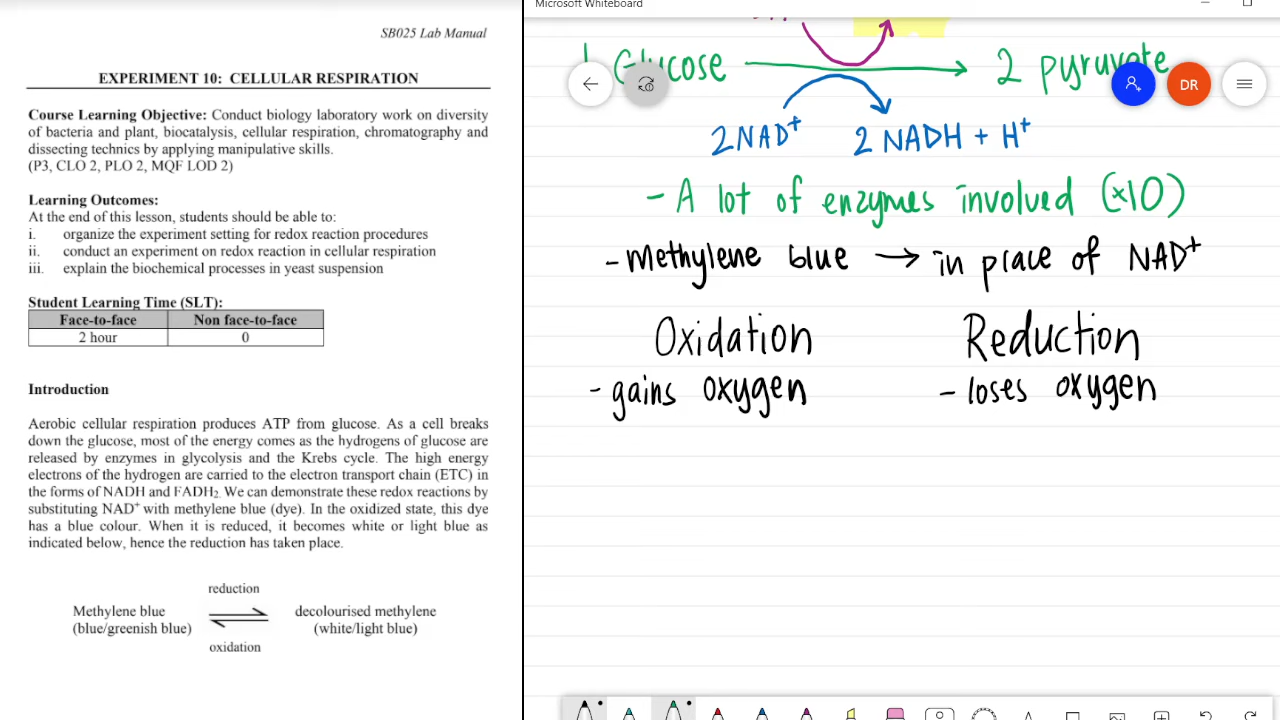 SB025 Lab Manual
EXPERIMENT 10: CELLULAR RESPIRATION
Course Learning Objective: Conduct biology laboratory work on diversity
of bacteria and plant, biocatalysis, cellular respiration, chromatography and
dissecting technics by applying manipulative skills.
(P3, CLO 2, PLO 2, MQF LOD 2)
Learning Outcomes:
At the end of this lesson, students should be able to:
i. organize the experiment setting for redox reaction procedures
ii. conduct an experiment on redox reaction in cellular respiration
iii. explain the biochemical processes in yeast suspension
Student Learning Time (SLT):
Face-to-face Non face-to-face
2 hour 0
Introduction
Aerobic cellular respiration produces ATP from glucose. As a cell breaks
down the glucose, most of the energy comes as the hydrogens of glucose are
released by enzymes in glycolysis and the Krebs cycle. The high energy
electrons of the hydrogen are carried to the electron transport chain (ETC) in
the forms of NADH and FADH₂. We can demonstrate these redox reactions by
substituting NAD⁺ with methylene blue (dye). In the oxidized state, this dye
has a blue colour. When it is reduced, it becomes white or light blue as
indicated below, hence the reduction has taken place.
reduction
Methylene blue decolourised methylene
(blue/greenish blue) (white/light blue)
oxidation
Microsoft Whiteboard
Glucose → 2 pyruvate
DR
2NAD⁺ 2 NADH + H⁺
- A lot of enzymes involved (×10)
- methylene blue → in place of NAD⁺
Oxidation Reduction
- gains oxygen - loses oxygen